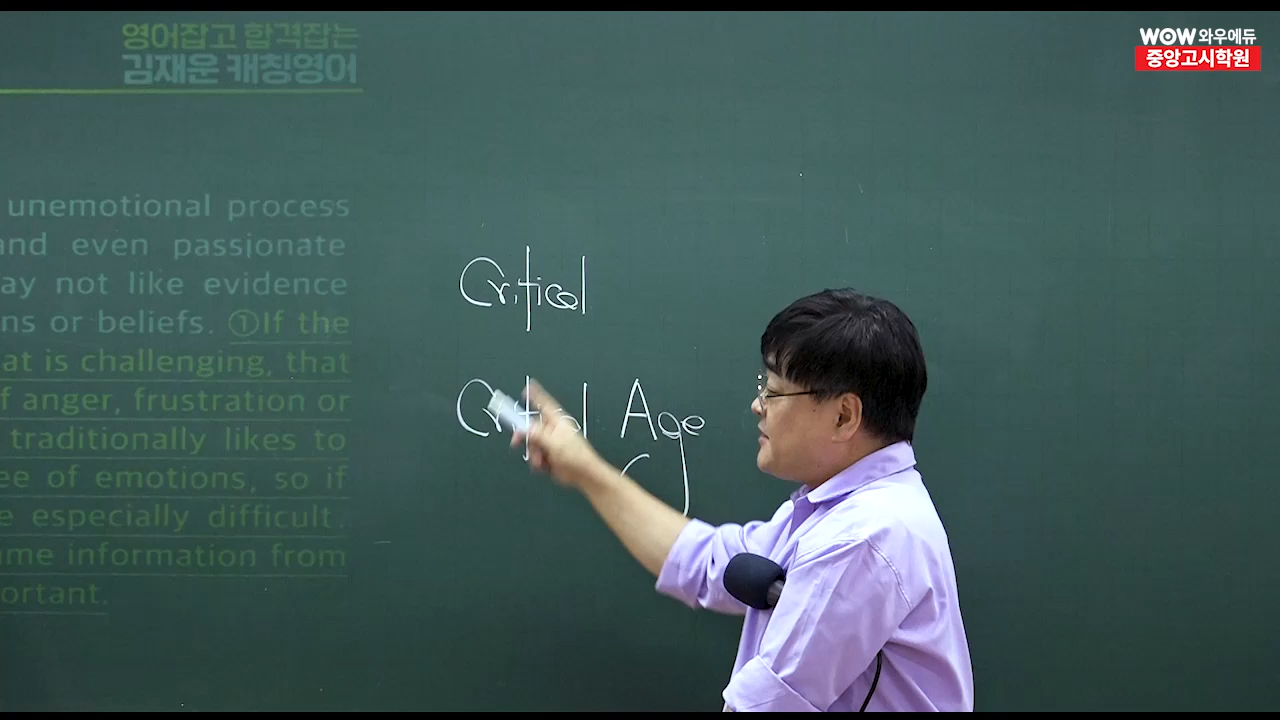 영어잡고 합격잡는
김재운 캐칭영어
WOW 와우에듀
중앙고시학원
unemotional process
and even passionate
ay not like evidence
ns or beliefs. ①If the
at is challenging, that
f anger, frustration or
traditionally likes to
ee of emotions, so if
e especially difficult.
ame information from
ortant.
Critical
Critical Age